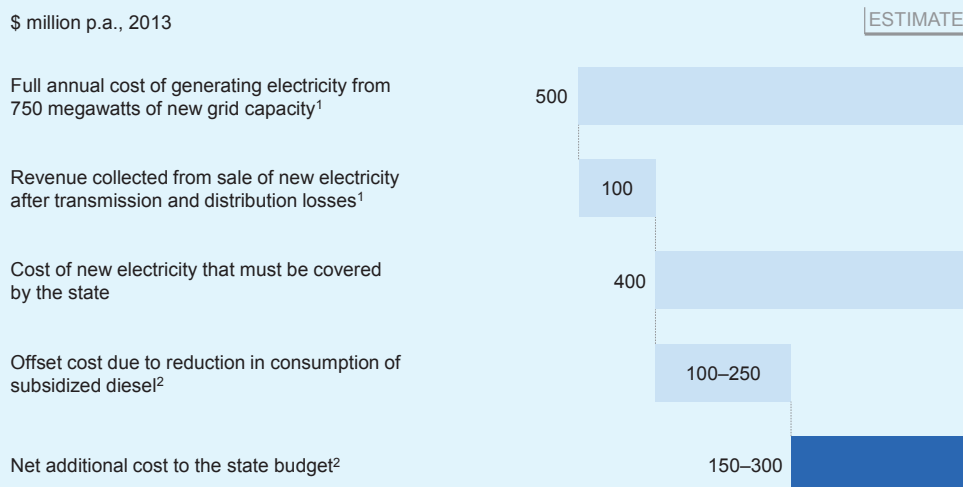 $ million p.a., 2013
ESTIMATE
Full annual cost of generating electricity from
750 megawatts of new grid capacity¹
500
Revenue collected from sale of new electricity
after transmission and distribution losses¹
100
Cost of new electricity that must be covered
by the state
400
Offset cost due to reduction in consumption of
subsidized diesel²
100–250
Net additional cost to the state budget²
150–300